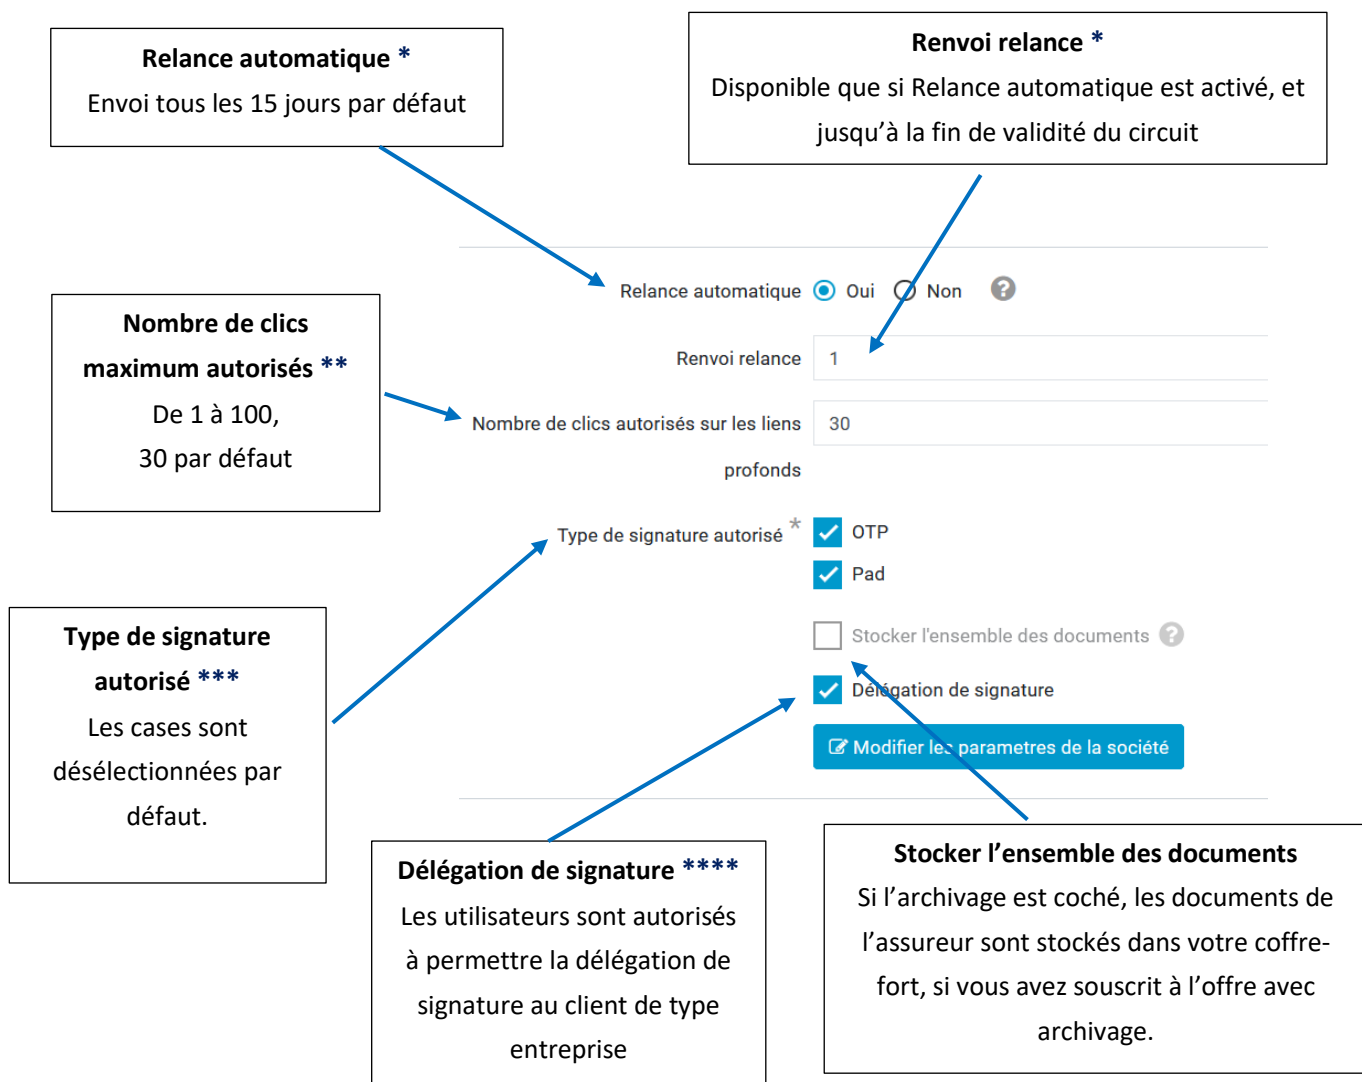 Relance automatique *
Envoi tous les 15 jours par défaut
Renvoi relance *
Disponible que si Relance automatique est activé, et
jusqu’à la fin de validité du circuit
Relance automatique Oui Non ?
Nombre de clics
maximum autorisés **
De 1 à 100,
30 par défaut
Renvoi relance 1
Nombre de clics autorisés sur les liens 30
profonds
Type de signature autorisé * OTP
Pad
Stocker l'ensemble des documents ?
Délégation de signature
Modifier les parametres de la société
Type de signature
autorisé ***
Les cases sont
désélectionnées par
défaut.
Délégation de signature ****
Les utilisateurs sont autorisés
à permettre la délégation de
signature au client de type
entreprise
Stocker l’ensemble des documents
Si l’archivage est coché, les documents de
l’assureur sont stockés dans votre coffre-
fort, si vous avez souscrit à l’offre avec
archivage.